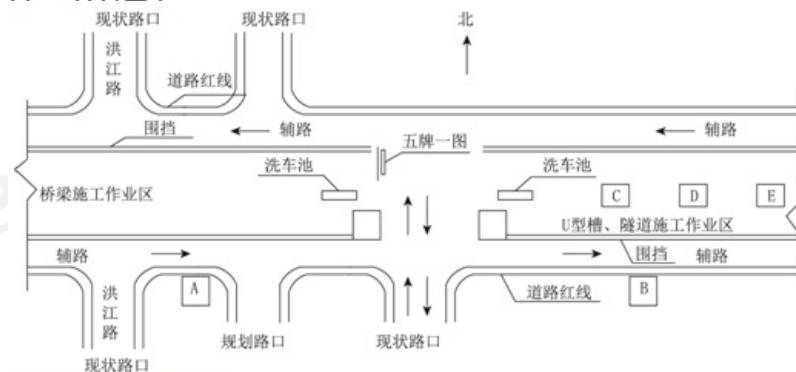 现状路口
现状路口
北
洪江路
道路红线
围挡
辅路
五牌一图
辅路
洗车池
洗车池
桥梁施工作业区
C
D
E
U型槽、隧道施工作业区
辅路
围挡
辅路
洪江路
A
道路红线
B
规划路口
现状路口
现状路口